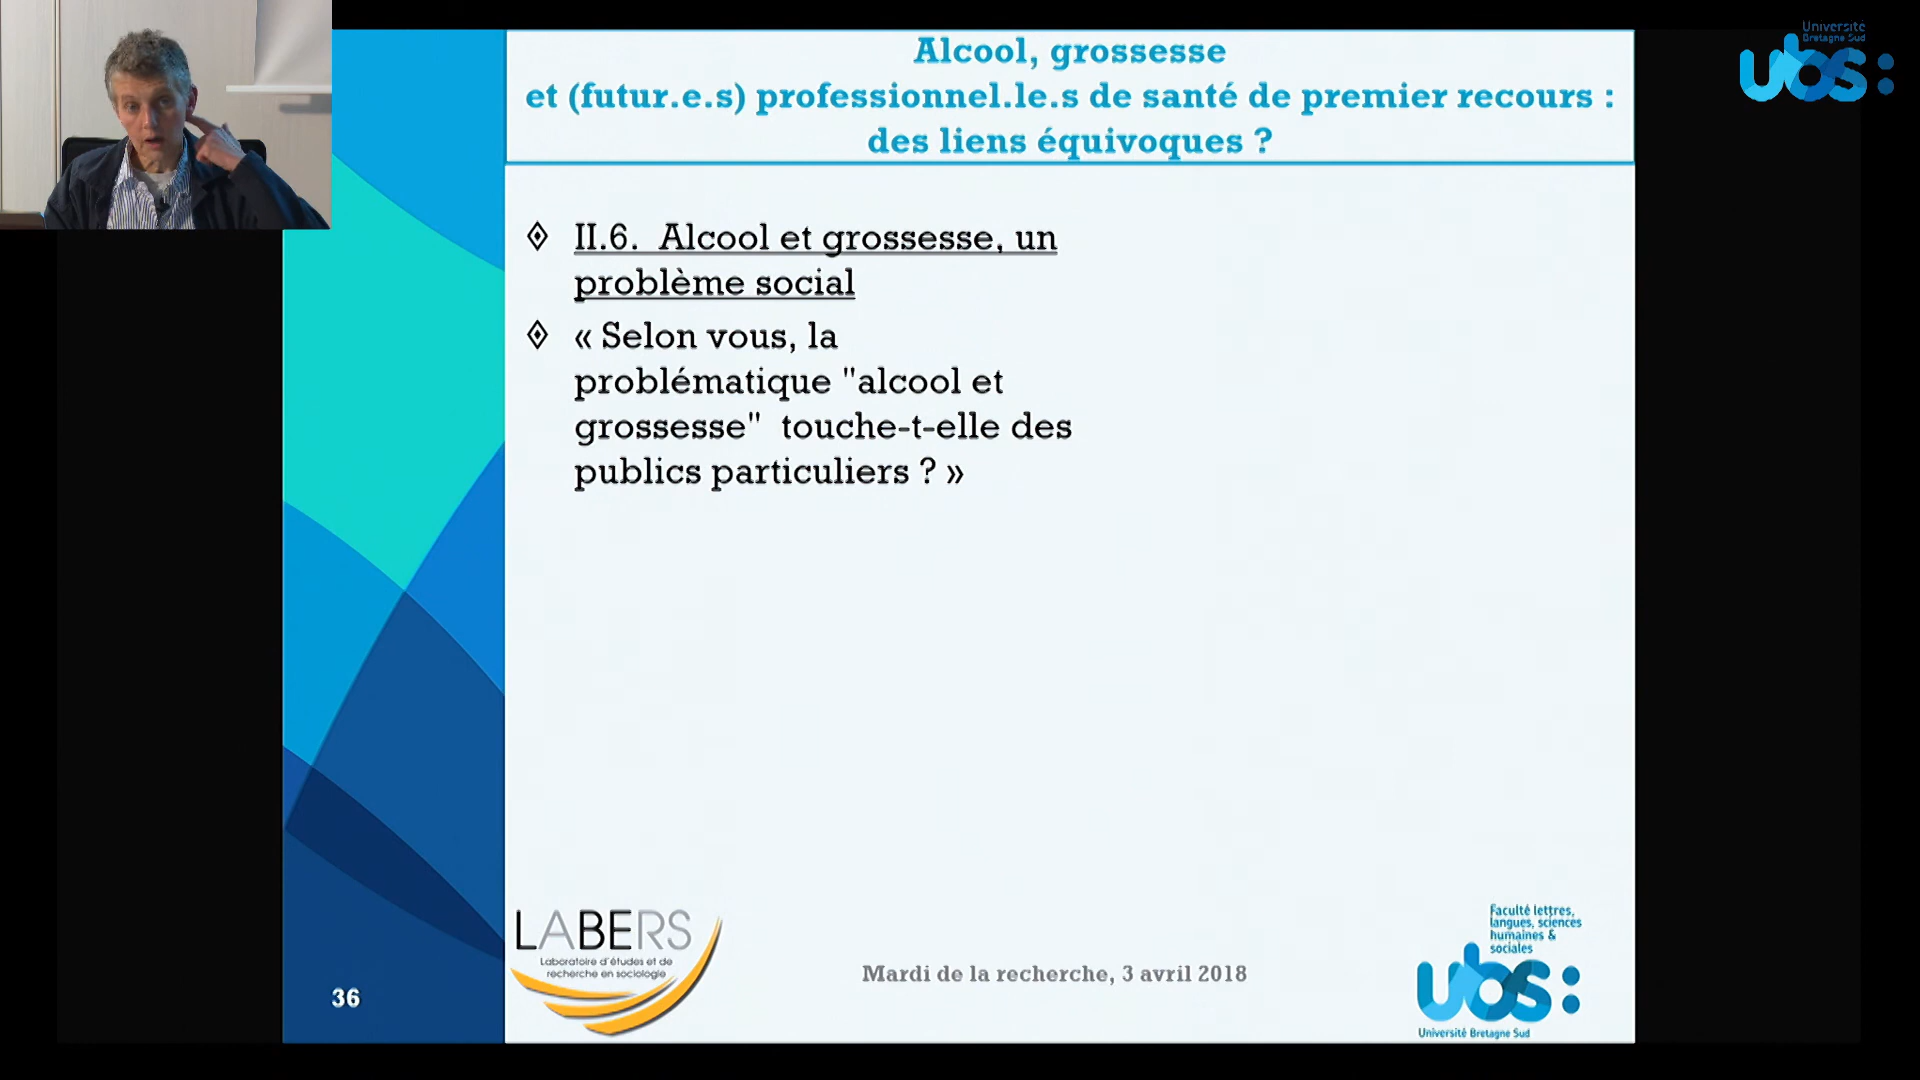 Université
Bretagne Sud
ubs:
Alcool, grossesse
et (futur.e.s) professionnel.le.s de santé de premier recours :
des liens équivoques ?
II.6. Alcool et grossesse, un
problème social
« Selon vous, la
problématique "alcool et
grossesse" touche-t-elle des
publics particuliers ? »
LABERS
Laboratoire d'études et de
recherche en sociologie
36
Mardi de la recherche, 3 avril 2018
Faculté lettres,
langues, sciences
humaines &
sociales
ubs:
Université Bretagne Sud